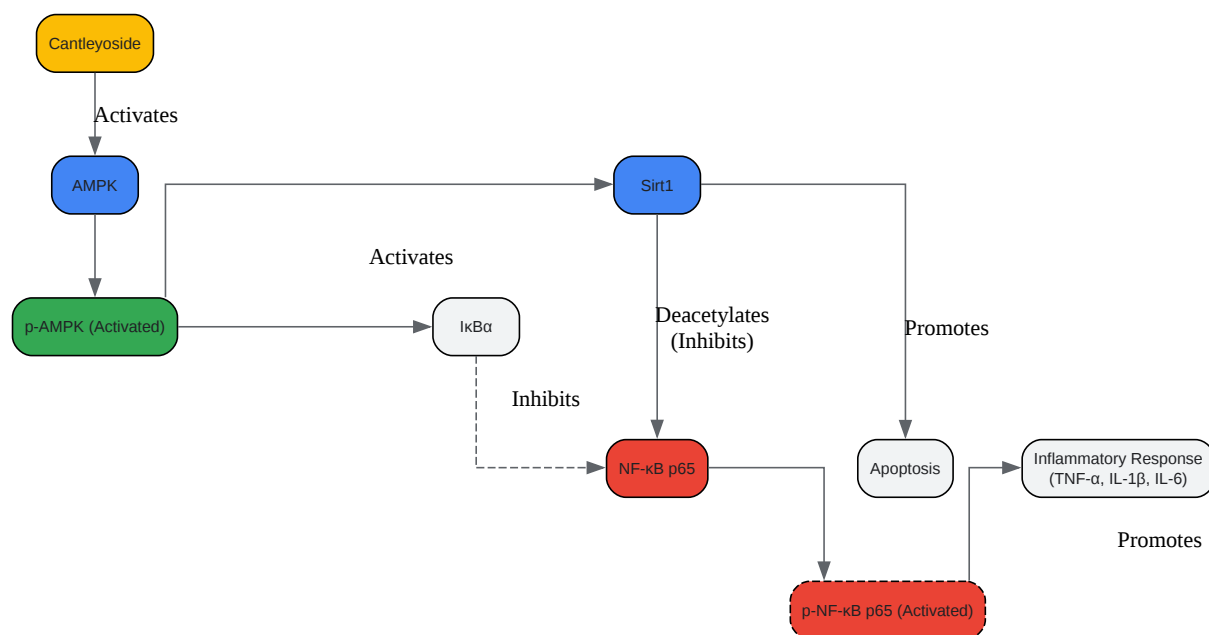 Cantleyoside
Activates
AMPK
Sirt1
Activates
p-AMPK (Activated)
IκBα
Deacetylates
(Inhibits)
Promotes
Inhibits
NF-κB p65
Apoptosis
Inflammatory Response
(TNF-α, IL-1β, IL-6)
Promotes
p-NF-κB p65 (Activated)